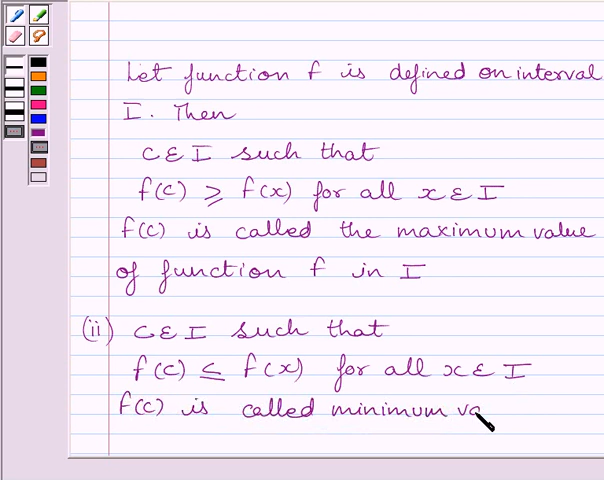 Let function f is defined on interval
I. Then
c ε I such that
f(c) ≥ f(x) for all x ε I
f(c) is called the maximum value
of function f in I
(ii) c ε I such that
f(c) ≤ f(x) for all x ε I
f(c) is called minimum va